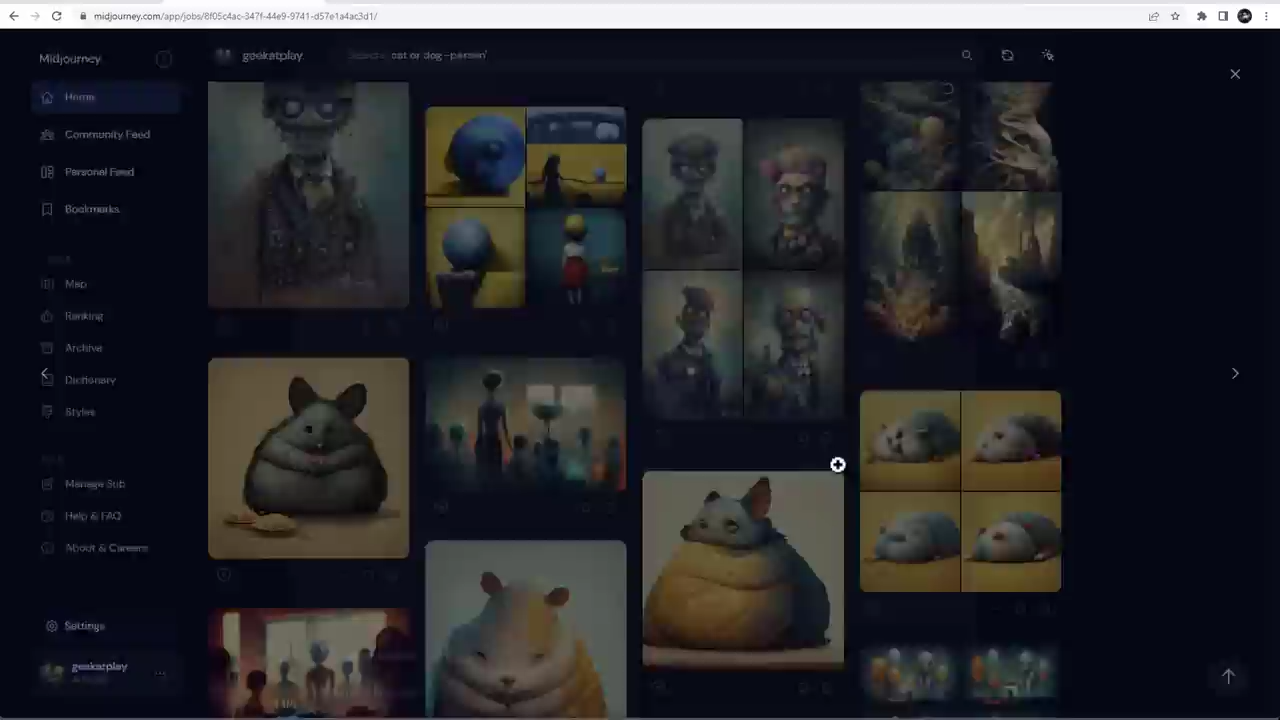 midjourney.com/app/jobs/8f05c4ac-347f-44e9-9741-d57e1a4ac3d1/
Midjourney
geekatplay
cat or dog -person'
Home
Community Feed
Personal Feed
Bookmarks
Map
Ranking
Archive
Dictionary
Styles
Manage Sub
Help & FAQ
About & Careers
Settings
geekatplay